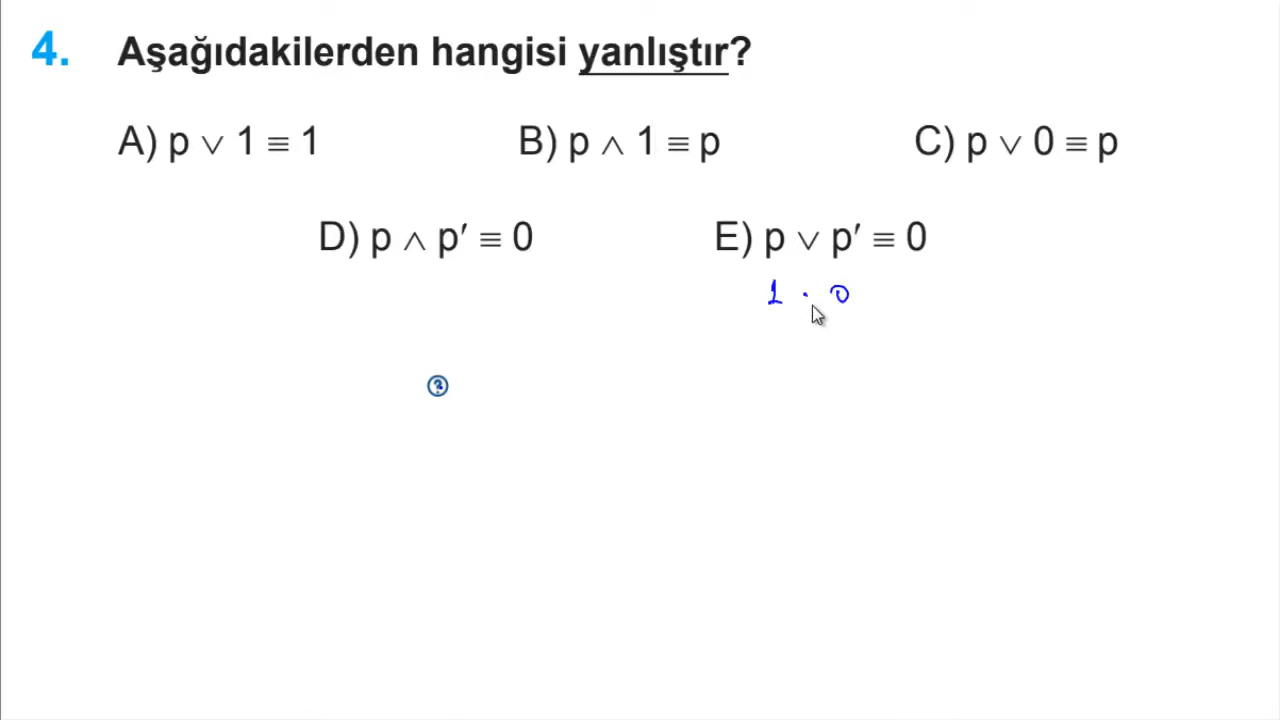 4. Aşağıdakilerden hangisi yanlıştır?
A) p ∨ 1 ≡ 1 B) p ∧ 1 ≡ p C) p ∨ 0 ≡ p
D) p ∧ p′ ≡ 0 E) p ∨ p′ ≡ 0
1 . 0
?